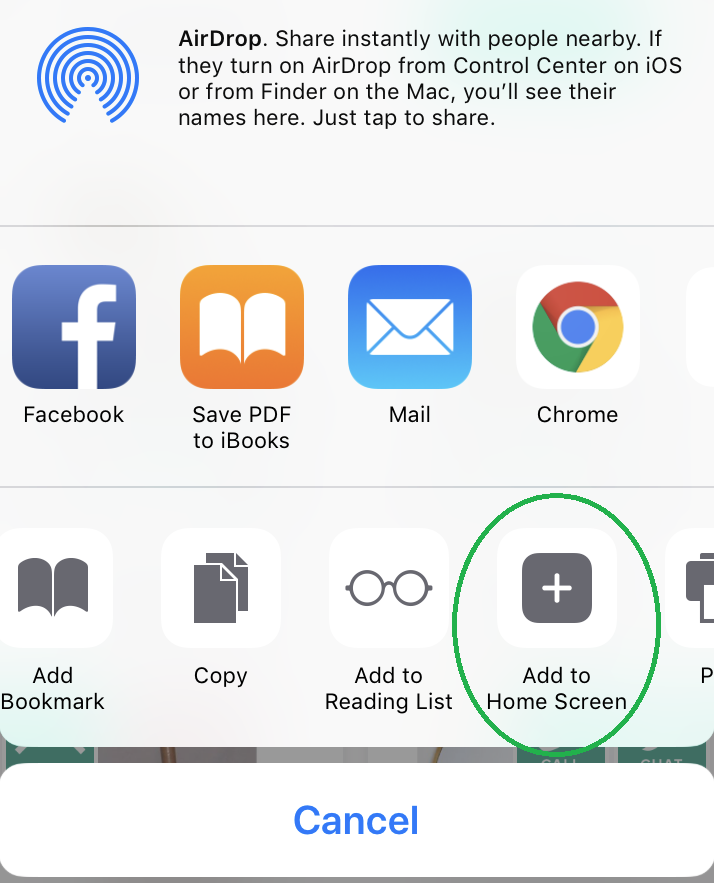 AirDrop. Share instantly with people nearby. If
they turn on AirDrop from Control Center on iOS
or from Finder on the Mac, you’ll see their
names here. Just tap to share.
Facebook
Save PDF
to iBooks
Mail
Chrome
Add
Bookmark
Copy
Add to
Reading List
Add to
Home Screen
P
Cancel